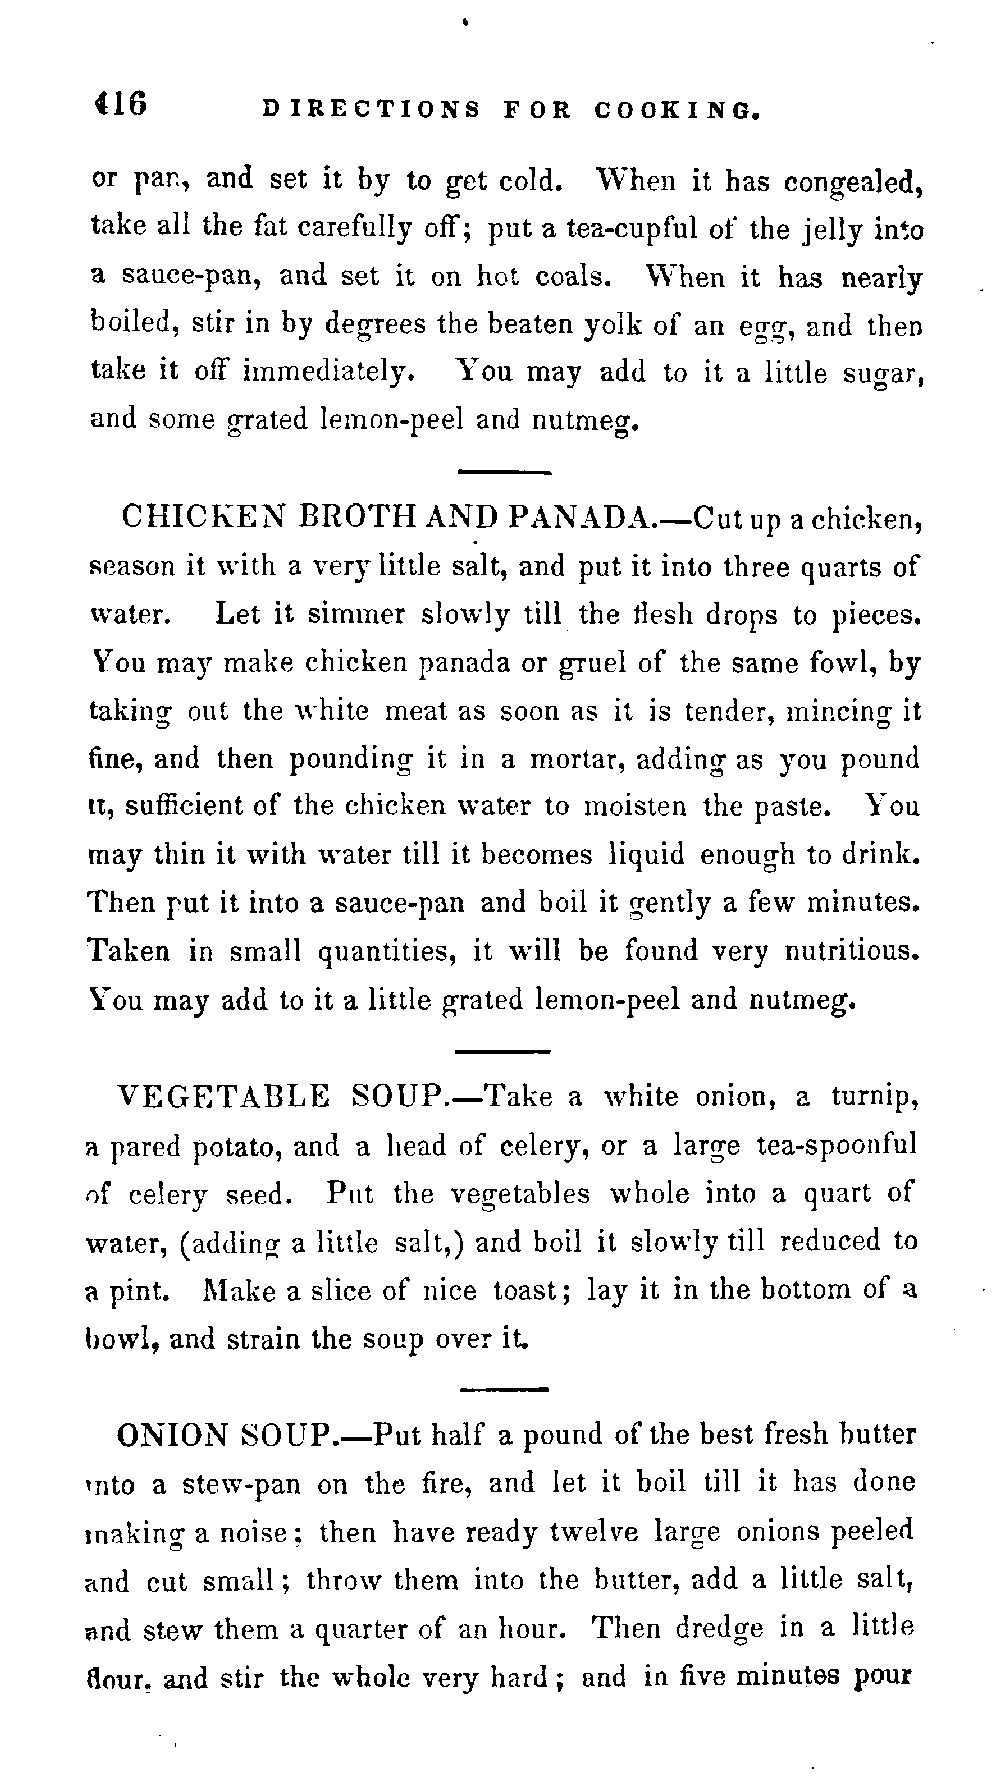 416 DIRECTIONS FOR COOKING.
or pan, and set it by to get cold. When it has congealed,
take all the fat carefully off; put a tea-cupful of the jelly into
a sauce-pan, and set it on hot coals. When it has nearly
boiled, stir in by degrees the beaten yolk of an egg, and then
take it off immediately. You may add to it a little sugar,
and some grated lemon-peel and nutmeg.
CHICKEN BROTH AND PANADA.—Cut up a chicken,
season it with a very little salt, and put it into three quarts of
water. Let it simmer slowly till the flesh drops to pieces.
You may make chicken panada or gruel of the same fowl, by
taking out the white meat as soon as it is tender, mincing it
fine, and then pounding it in a mortar, adding as you pound
it, sufficient of the chicken water to moisten the paste. You
may thin it with water till it becomes liquid enough to drink.
Then put it into a sauce-pan and boil it gently a few minutes.
Taken in small quantities, it will be found very nutritious.
You may add to it a little grated lemon-peel and nutmeg.
VEGETABLE SOUP.—Take a white onion, a turnip,
a pared potato, and a head of celery, or a large tea-spoonful
of celery seed. Put the vegetables whole into a quart of
water, (adding a little salt,) and boil it slowly till reduced to
a pint. Make a slice of nice toast; lay it in the bottom of a
bowl, and strain the soup over it.
ONION SOUP.—Put half a pound of the best fresh butter
into a stew-pan on the fire, and let it boil till it has done
making a noise; then have ready twelve large onions peeled
and cut small; throw them into the butter, add a little salt,
and stew them a quarter of an hour. Then dredge in a little
flour, and stir the whole very hard; and in five minutes pour